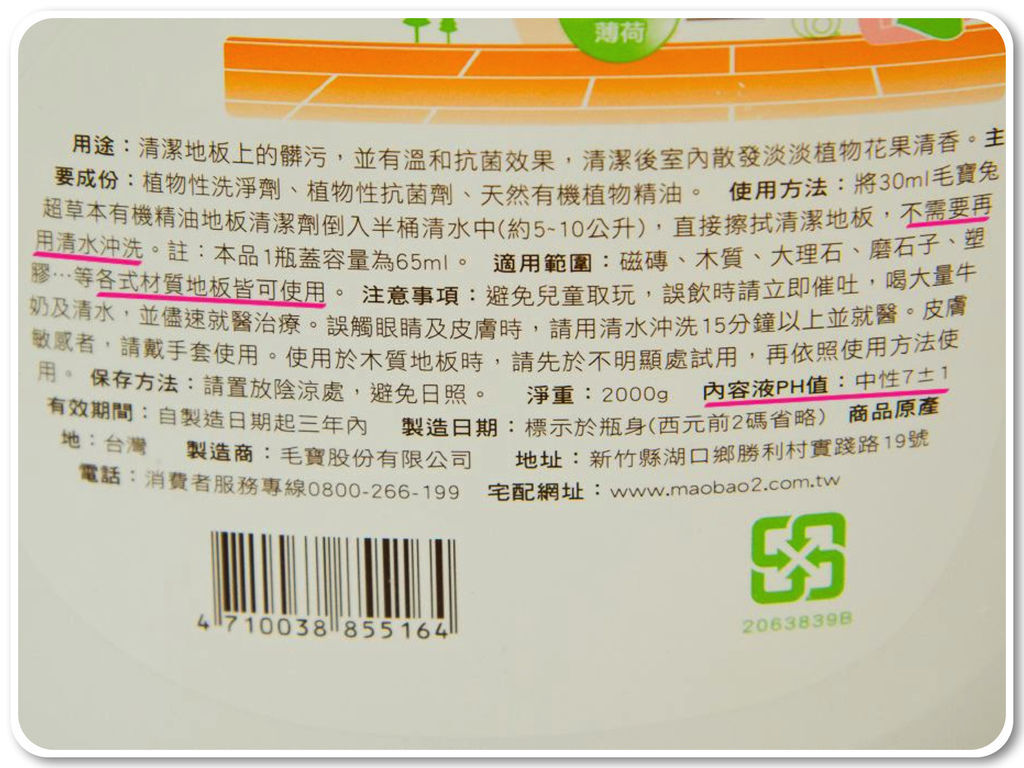 薄荷
用途：清潔地板上的髒污，並有溫和抗菌效果，清潔後室內散發淡淡植物花果清香。主
要成份：植物性洗淨劑、植物性抗菌劑、天然有機植物精油。 使用方法：將30ml毛寶兔
超草本有機精油地板清潔劑倒入半桶清水中(約5~10公升)，直接擦拭清潔地板，不需要再
用清水沖洗。註：本品1瓶蓋容量為65ml。 適用範圍：磁磚、木質、大理石、磨石子、塑
膠…等各式材質地板皆可使用。 注意事項：避免兒童取玩，誤飲時請立即催吐，喝大量牛
奶及清水，並儘速就醫治療。誤觸眼睛及皮膚時，請用清水沖洗15分鐘以上並就醫。皮膚
敏感者，請戴手套使用。使用於木質地板時，請先於不明顯處試用，再依照使用方法使
用。 保存方法：請置放陰涼處，避免日照。 淨重：2000g 內容液PH值：中性7±1
有效期間：自製造日期起三年內 製造日期：標示於瓶身(西元前2碼省略) 商品原產
地：台灣 製造商：毛寶股份有限公司 地址：新竹縣湖口鄉勝利村實踐路19號
電話：消費者服務專線0800-266-199 宅配網址：www.maobao2.com.tw
4 710038 855164
2063839B